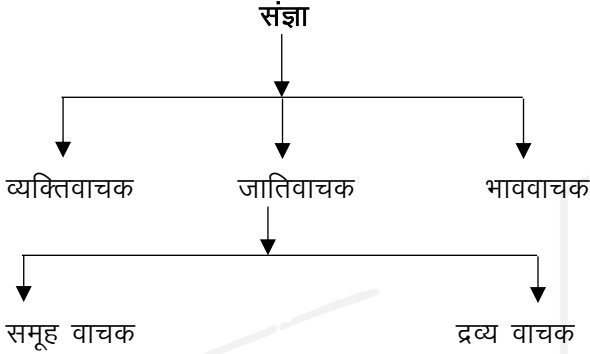 संज्ञा
व्यक्तिवाचक जातिवाचक भाववाचक
समूह वाचक द्रव्य वाचक